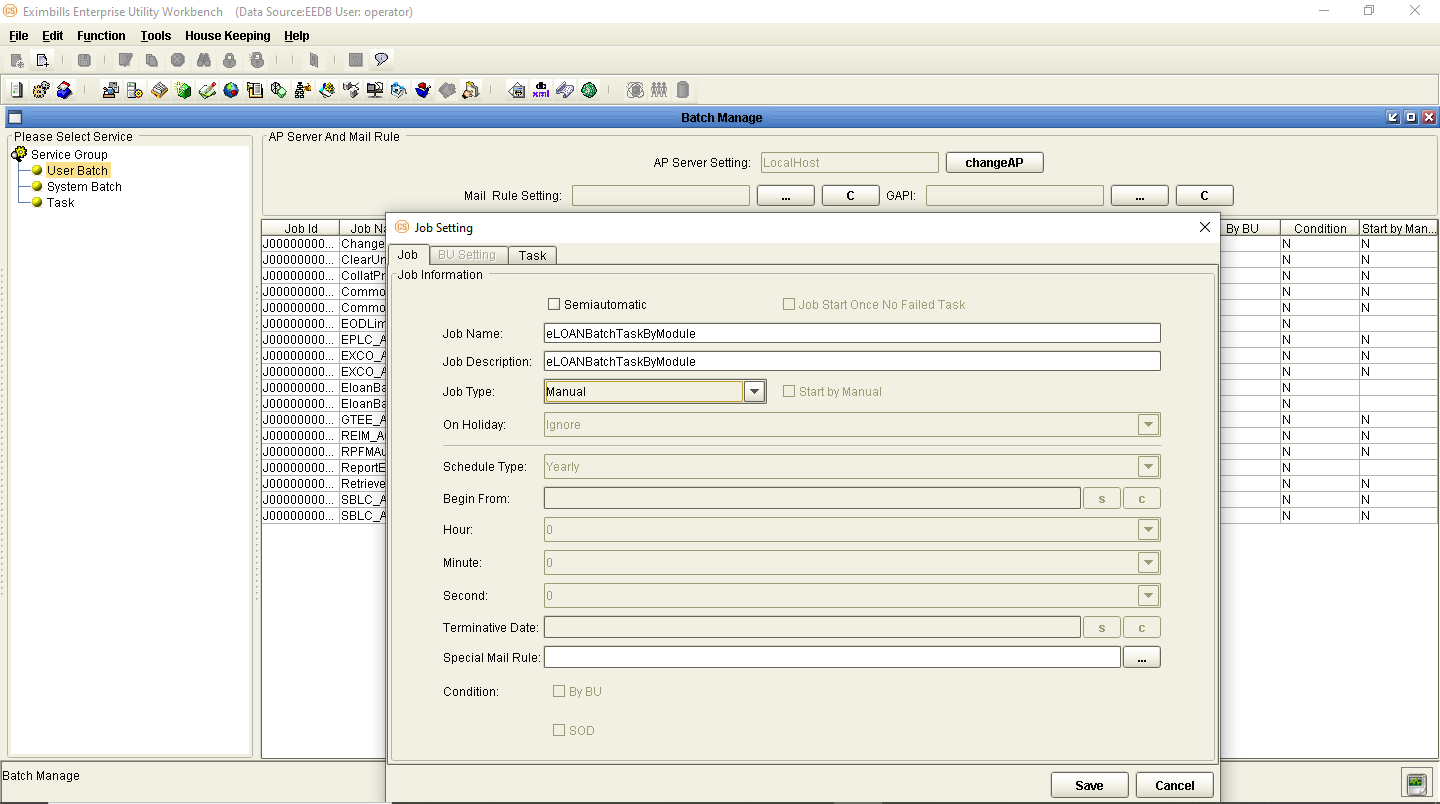 Eximbills Enterprise Utility Workbench (Data Source:EEDB User: operator)
File Edit Function Tools House Keeping Help
db
xml
Batch Manage
Please Select Service
Service Group
User Batch
System Batch
Task
AP Server And Mail Rule
AP Server Setting: LocalHost changeAP
Mail Rule Setting: ... C GAPI: ... C
Job Id Job Na By BU Condition Start by Man...
J00000000... Change N N
J00000000... ClearUn N N
J00000000... CollatPr N N
J00000000... Commo N N
J00000000... Commo N N
J00000000... EODLim N
J00000000... EPLC_A N N
J00000000... EXCO_A N N
J00000000... EXCO_A N N
J00000000... EloanBa N
J00000000... EloanBa N
J00000000... GTEE_A N N
J00000000... REIM_A N N
J00000000... RPFMAu N N
J00000000... ReportE N
J00000000... Retrieve N N
J00000000... SBLC_A N N
J00000000... SBLC_A N N
CS Job Setting
Job BU Setting Task
Job Information
Semiautomatic Job Start Once No Failed Task
Job Name: eLOANBatchTaskByModule
Job Description: eLOANBatchTaskByModule
Job Type: Manual Start by Manual
On Holiday: Ignore
Schedule Type: Yearly
Begin From: s c
Hour: 0
Minute: 0
Second: 0
Terminative Date: s c
Special Mail Rule: ...
Condition: By BU
SOD
Save Cancel
Batch Manage